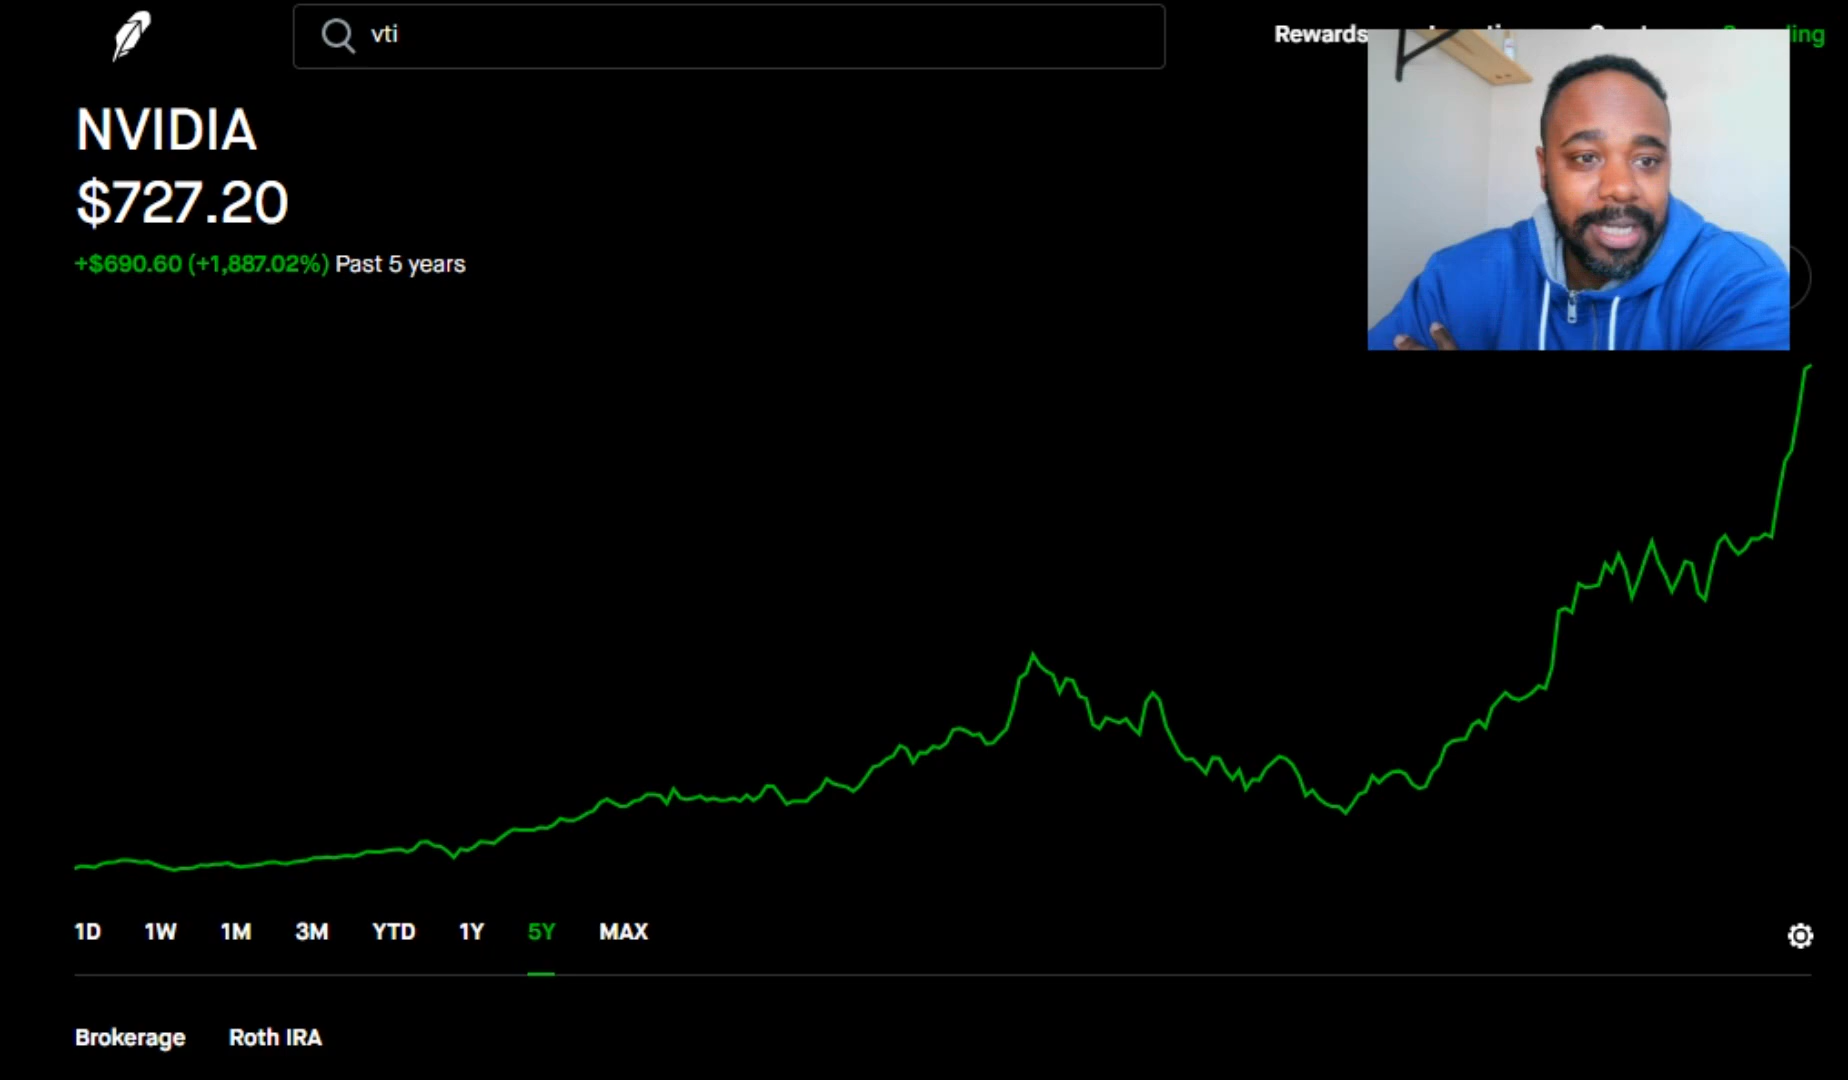 vti
Rewards
NVIDIA
$727.20
+$690.60 (+1,887.02%) Past 5 years
1D 1W 1M 3M YTD 1Y 5Y MAX
Brokerage Roth IRA